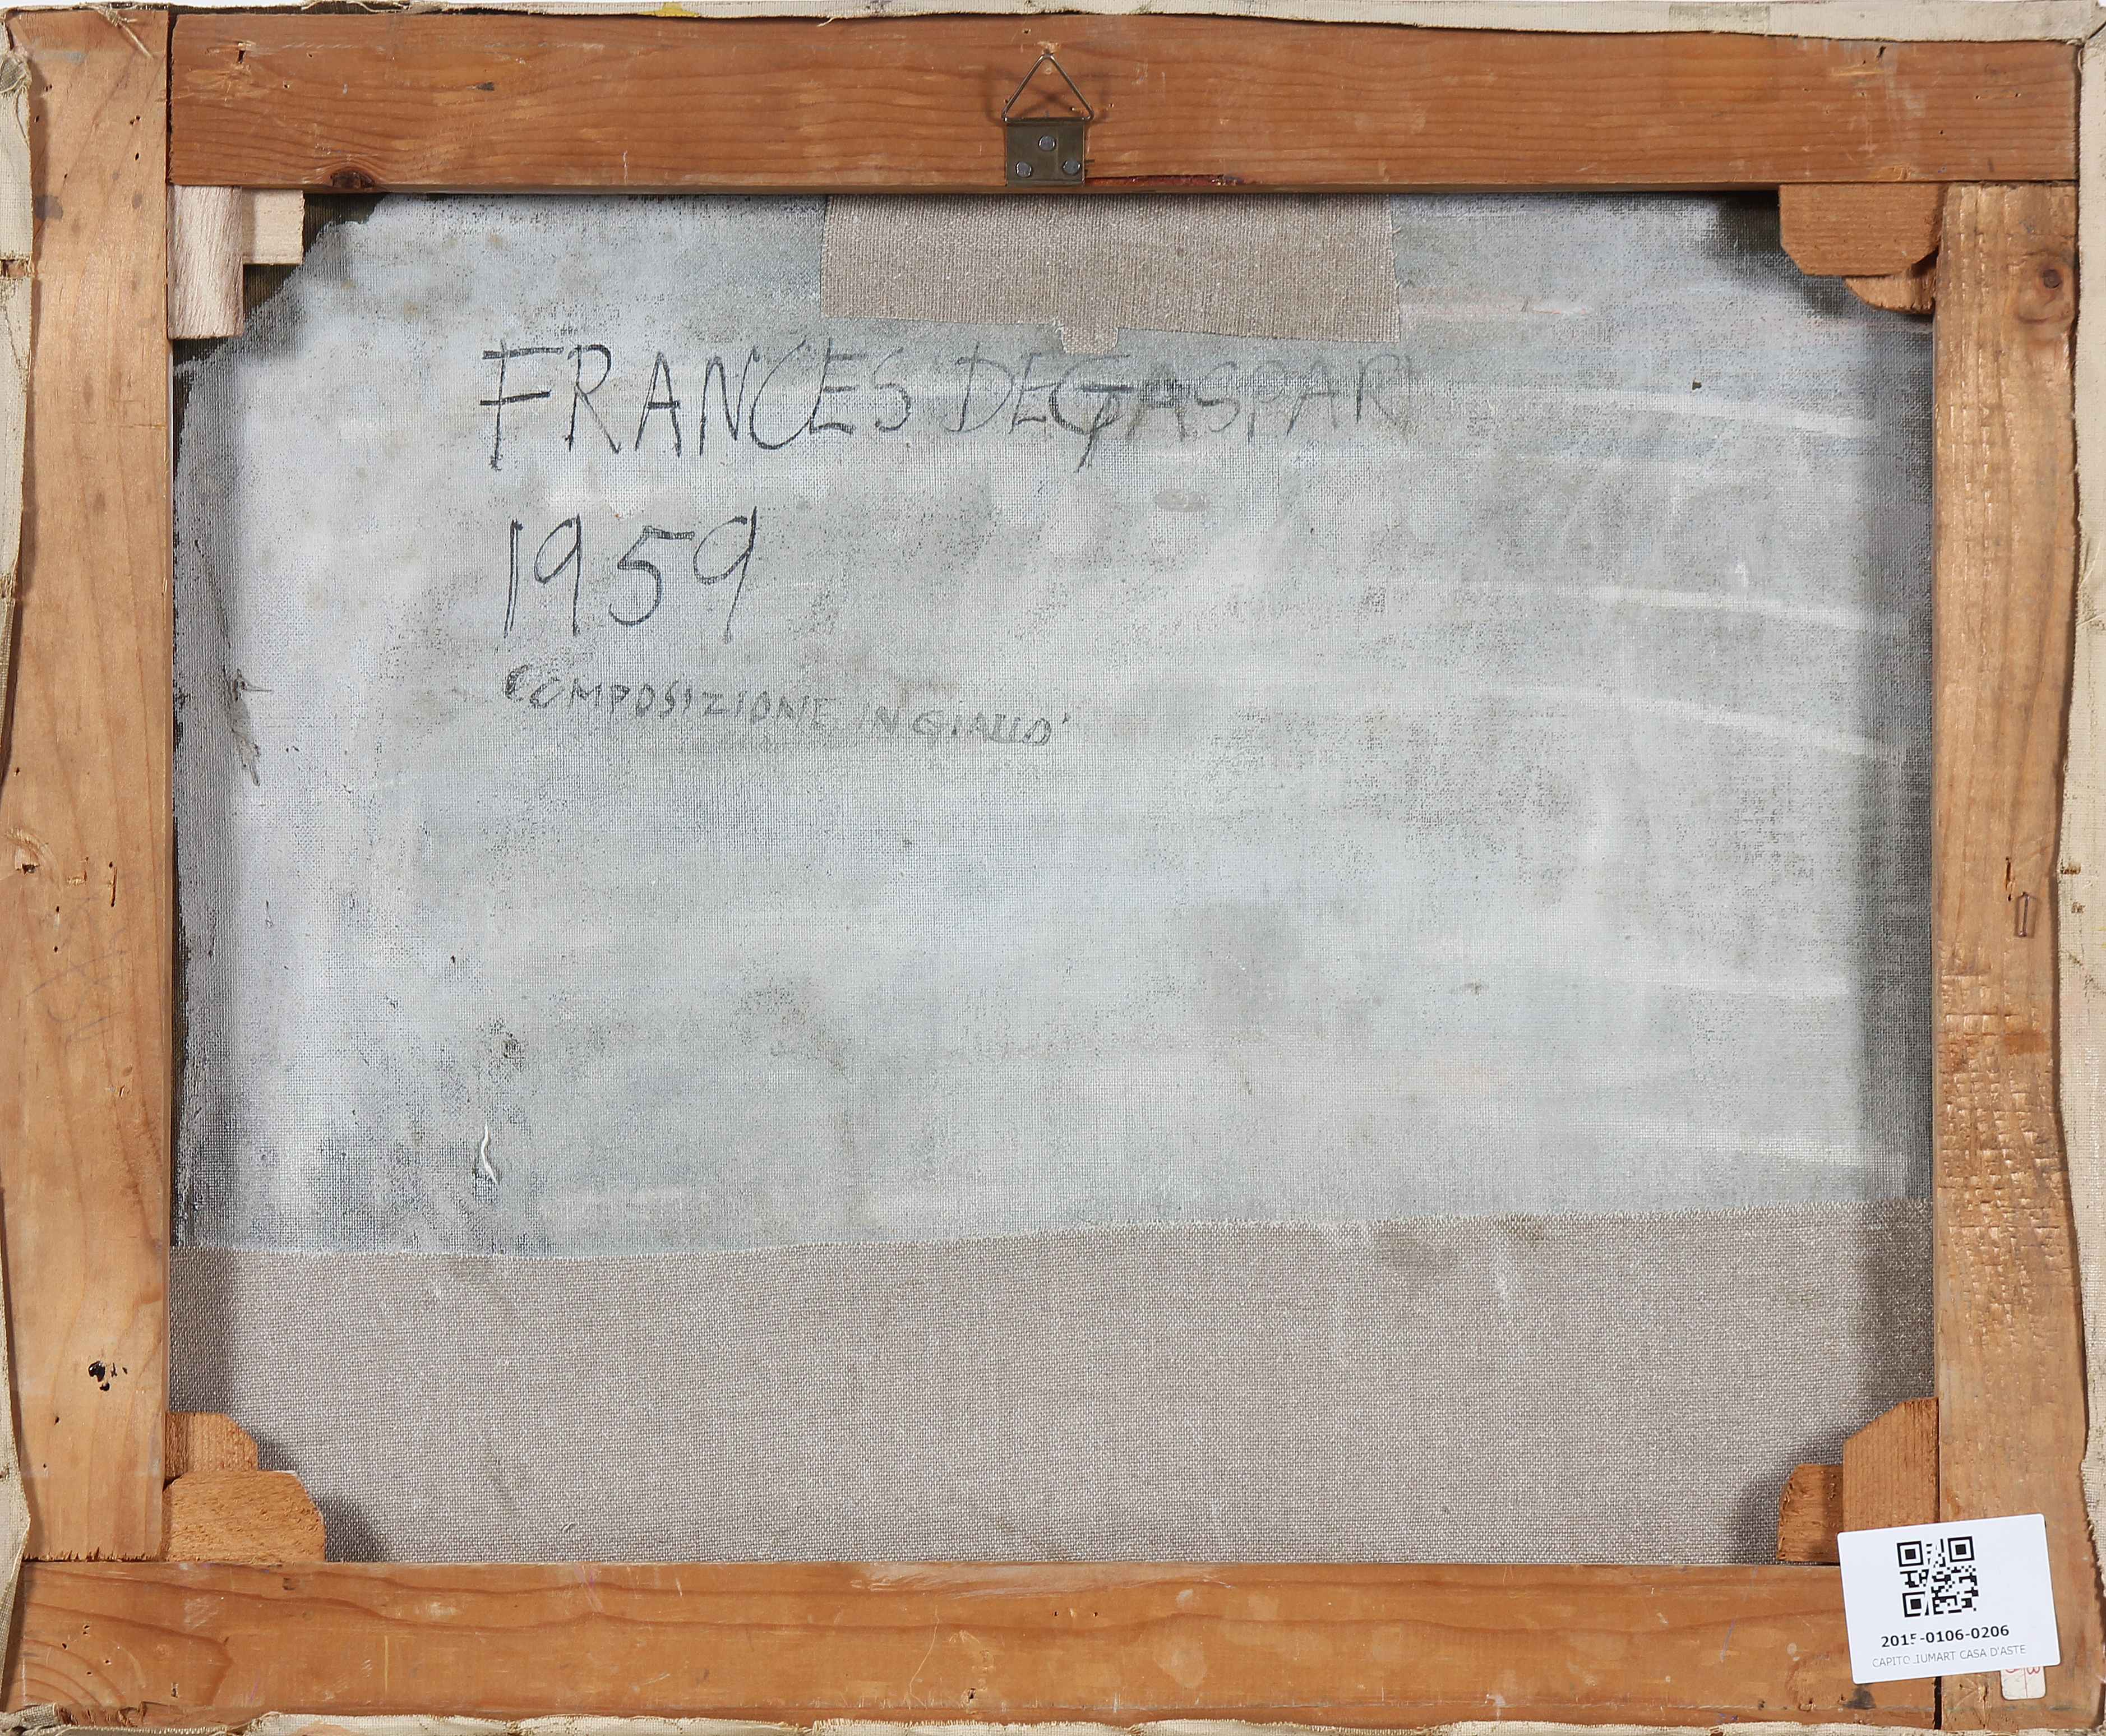 FRANCES DEGASPARI
1959
COMPOSIZIONE IN GIALLO
2015-0106-0206
CAPITOLIUMART CASA D'ASTE